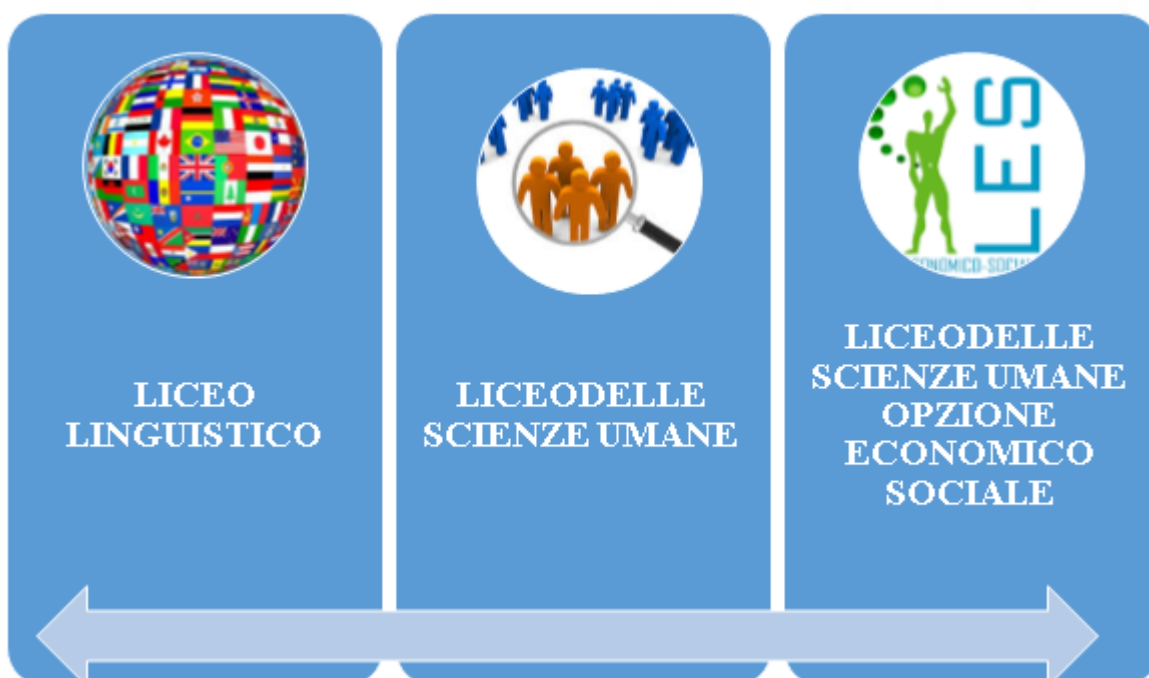 LICEO
LINGUISTICO
LICEODELLE
SCIENZE UMANE
LES
LICEODELLE
SCIENZE UMANE
OPZIONE
ECONOMICO
SOCIALE